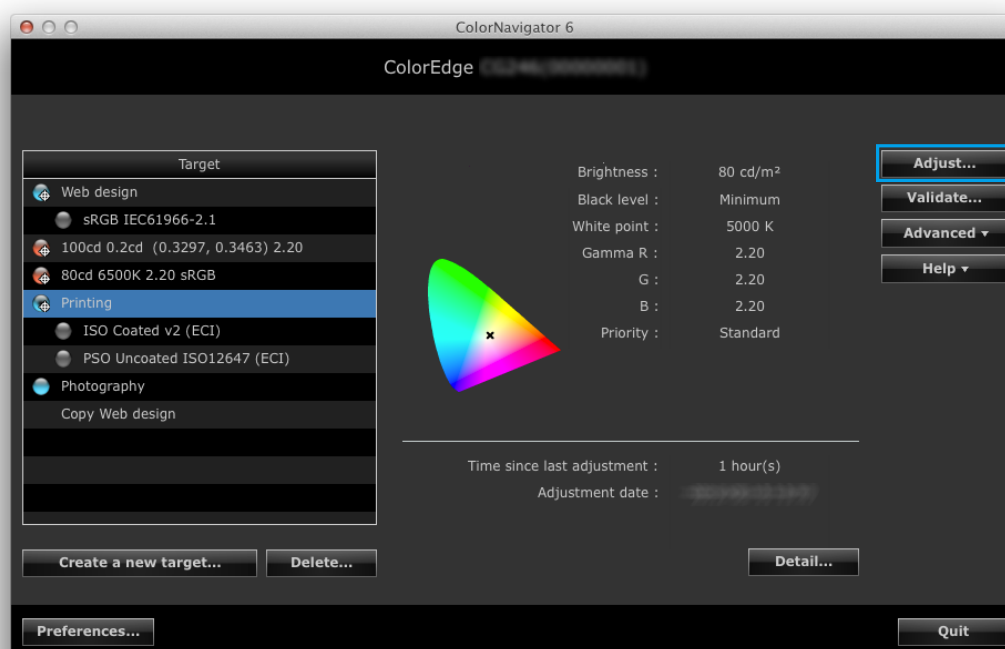 ColorNavigator 6
ColorEdge
Target
Web design
sRGB IEC61966-2.1
100cd 0.2cd (0.3297, 0.3463) 2.20
80cd 6500K 2.20 sRGB
Printing
ISO Coated v2 (ECI)
PSO Uncoated ISO12647 (ECI)
Photography
Copy Web design
Create a new target...
Delete...
Brightness : 80 cd/m²
Black level : Minimum
White point : 5000 K
Gamma R : 2.20
G : 2.20
B : 2.20
Priority : Standard
Time since last adjustment : 1 hour(s)
Adjustment date :
Detail...
Adjust...
Validate...
Advanced ▾
Help ▾
Preferences...
Quit